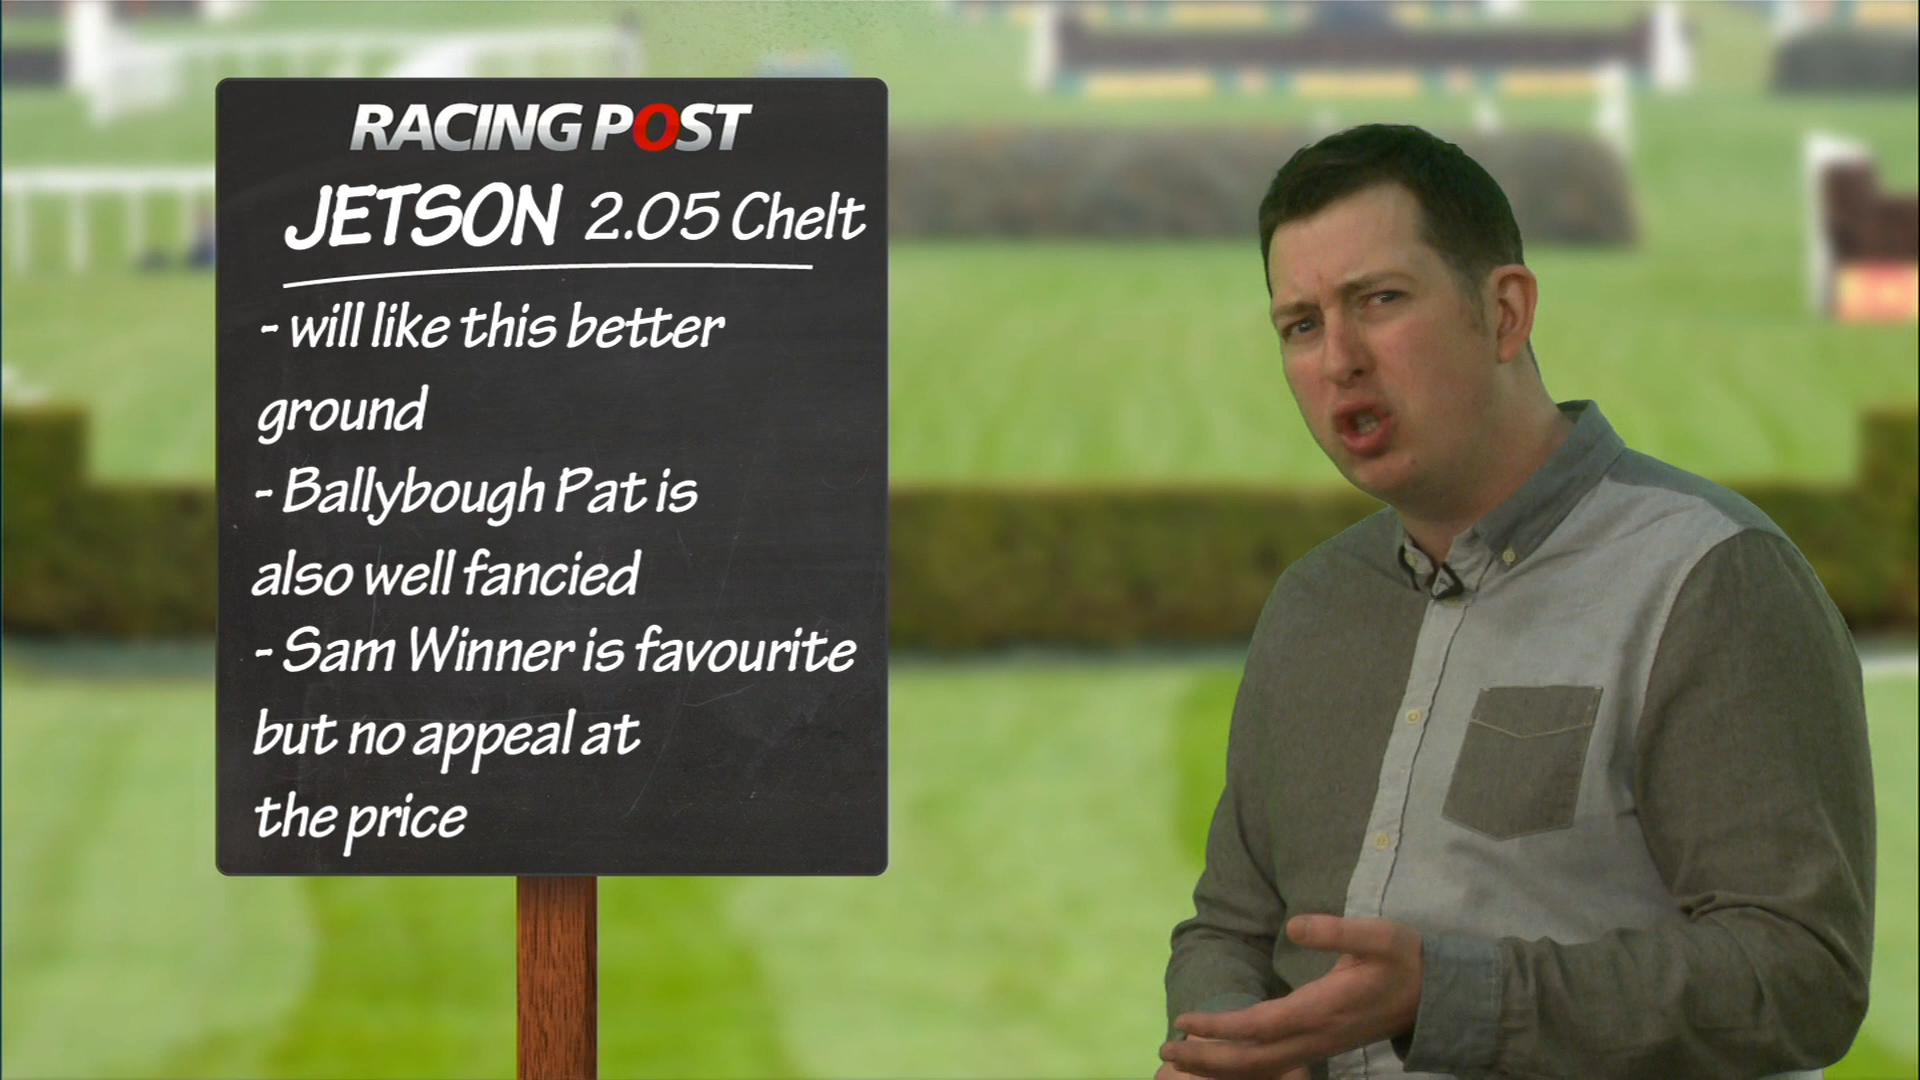 RACING POST
JETSON 2.05 Chelt
- will like this better
ground
- Ballybough Pat is
also well fancied
- Sam Winner is favourite
but no appeal at
the price